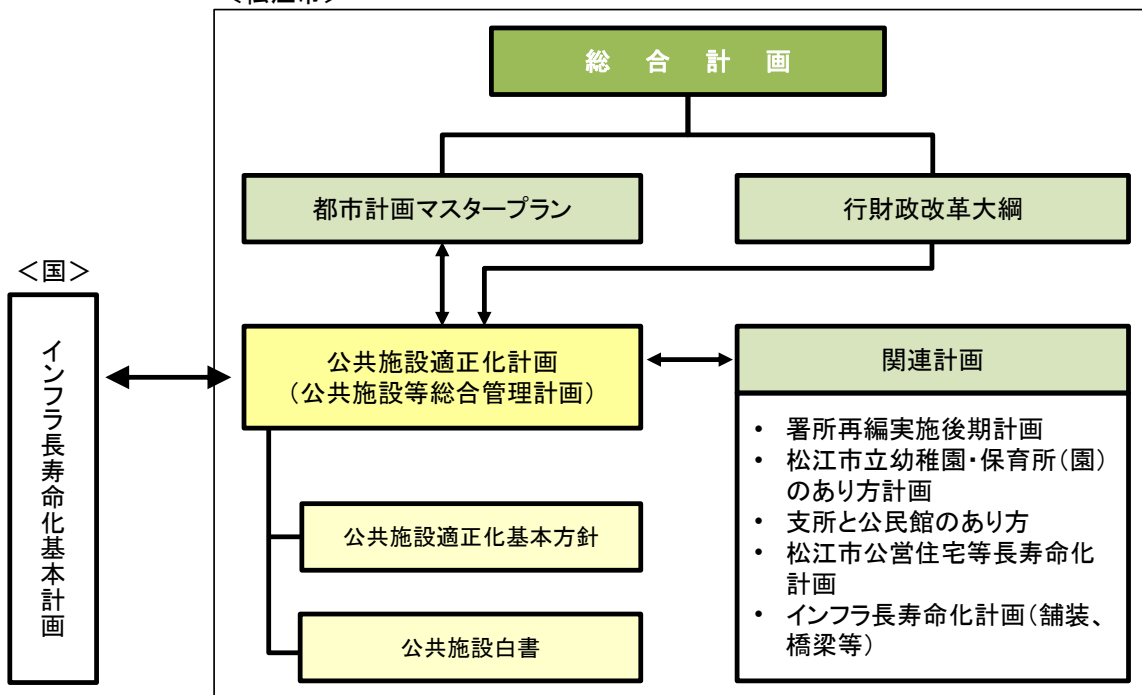 総合計画
都市計画マスタープラン
行財政改革大綱
<国>
インフラ長寿命化基本計画
公共施設適正化計画
(公共施設等総合管理計画)
関連計画
• 署所再編実施後期計画
• 松江市立幼稚園・保育所(園)
のあり方計画
• 支所と公民館のあり方
• 松江市公営住宅等長寿命化
計画
• インフラ長寿命化計画(舗装、
橋梁等)
公共施設適正化基本方針
公共施設白書